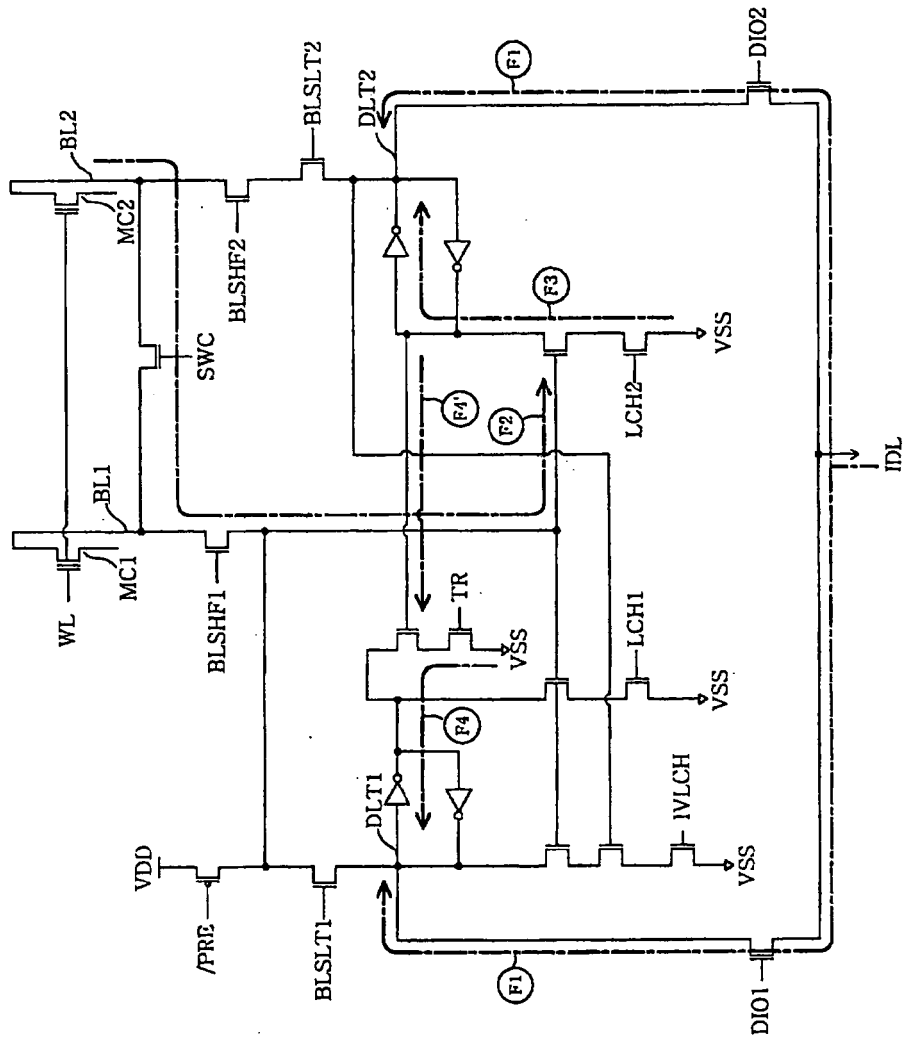 WL
MC1
BL1
SWC
MC2
BL2
BLSHF1
BLSHF2
BLSLT2
VDD
/PRE
BLSLT1
DLT1
F4
TR
VSS
F4'
F2
F3
DLT2
F1
LCH2
VSS
LCH1
VSS
IVLCH
VSS
F1
DIO1
IDL
DIO2